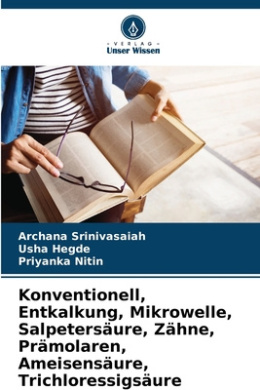 VERLAG
Unser Wissen
Archana Srinivasaiah
Usha Hegde
Priyanka Nitin
Konventionell,
Entkalkung, Mikrowelle,
Salpetersäure, Zähne,
Prämolaren,
Ameisensäure,
Trichloressigsäure